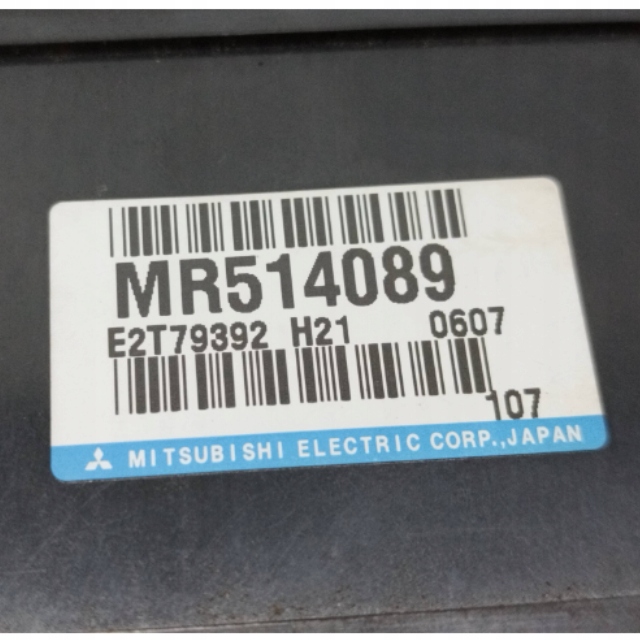 MR514089
E2T79392 H21 0607
107
MITSUBISHI ELECTRIC CORP.,JAPAN